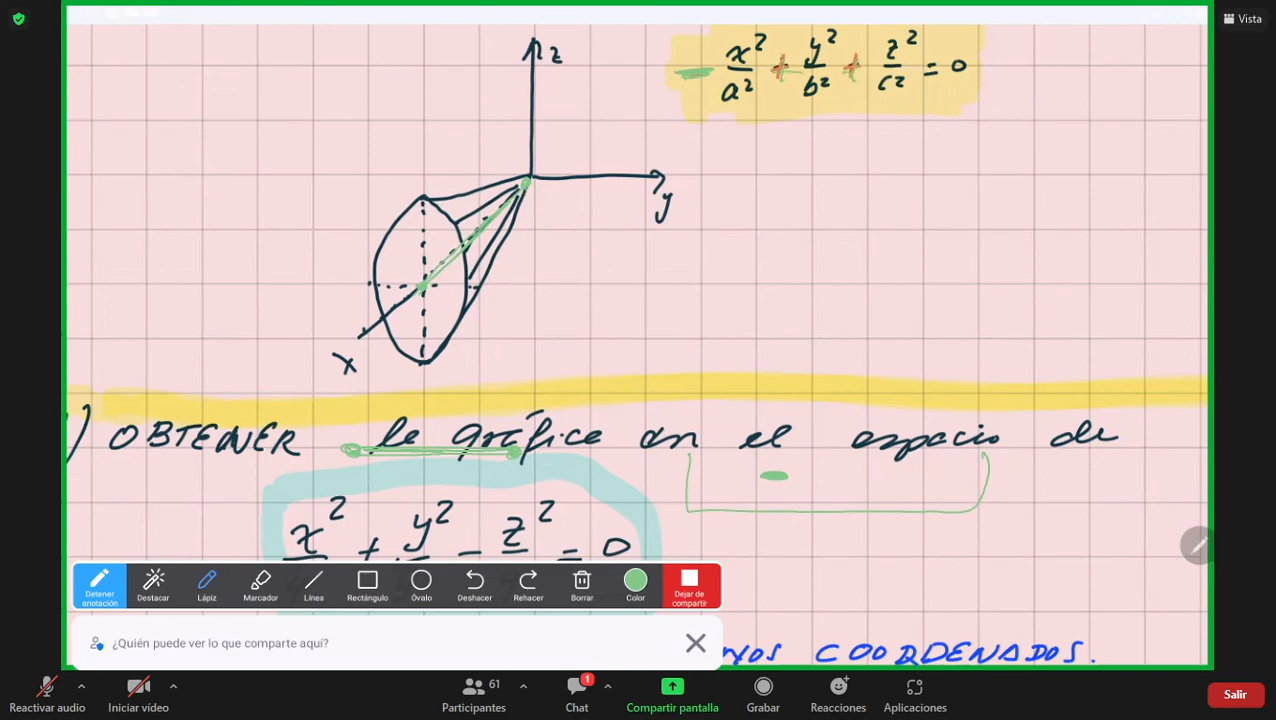 Vista
z
- x²/a² + y²/b² + z²/c² = 0
y
x
) OBTENER la gráfica en el espacio de
x² + y² - z² = 0
Detener anotación
Destacar
Lápiz
Marcador
Línea
Rectángulo
Óvalo
Deshacer
Rehacer
Borrar
Color
Dejar de compartir
¿Quién puede ver lo que comparte aquí?
NOS COORDENADOS.
Reactivar audio
Iniciar vídeo
61
Participantes
1
Chat
Compartir pantalla
Grabar
Reacciones
Aplicaciones
Salir